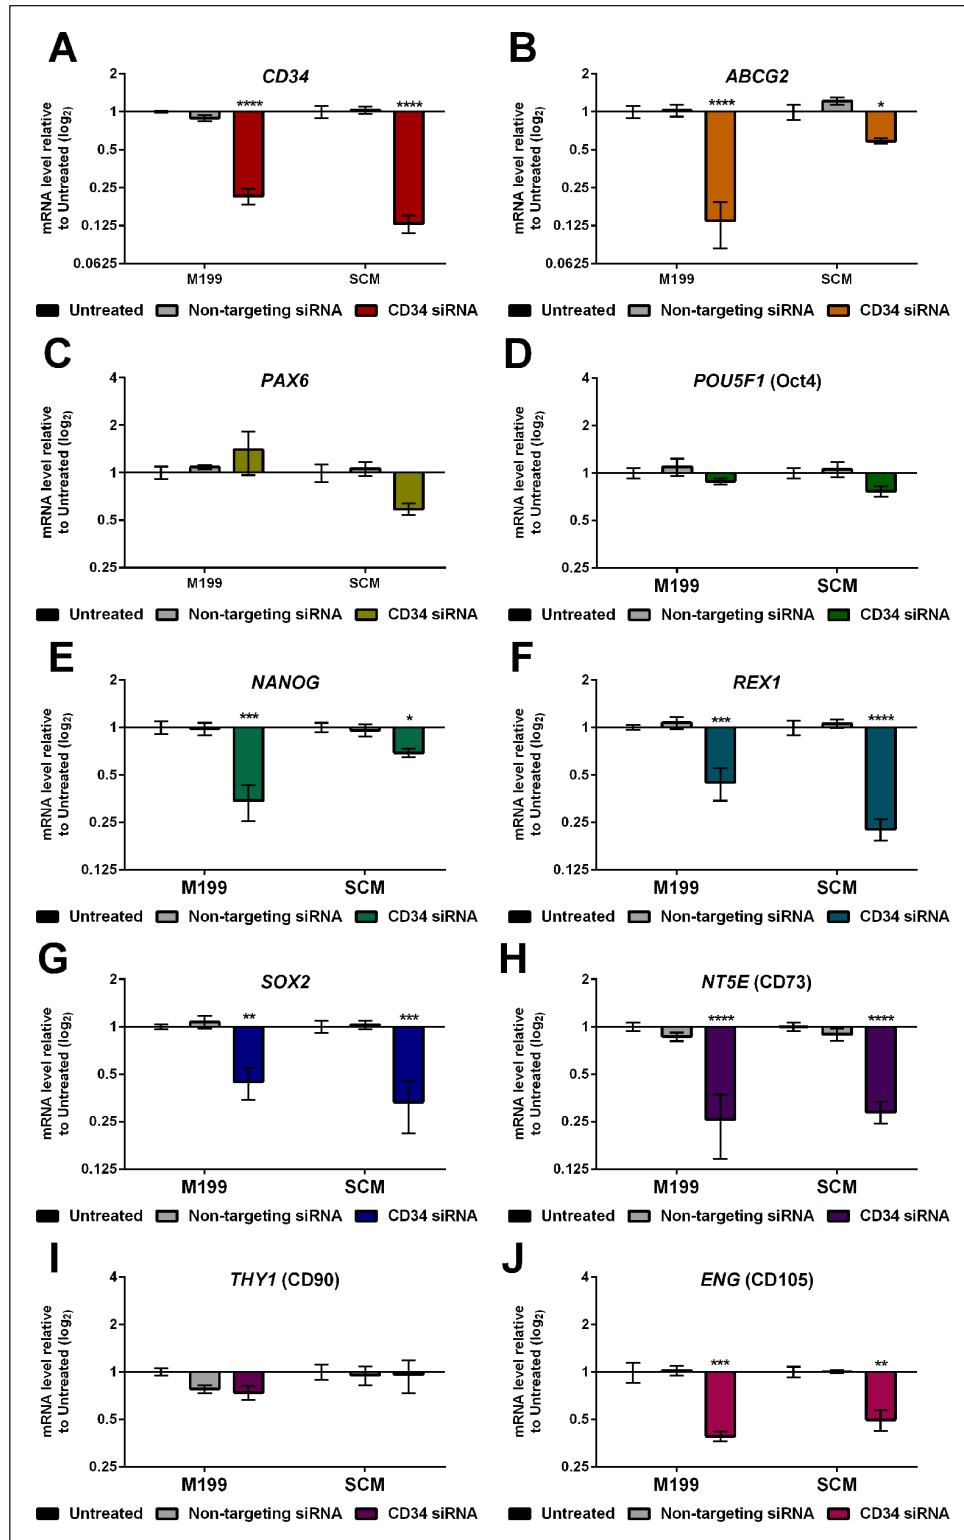 A
CD34
mRNA level relative
to Untreated (log2)
2
1
0.5
0.25
0.125
0.0625
****
****
M199
SCM
Untreated
Non-targeting siRNA
CD34 siRNA
B
ABCG2
mRNA level relative
to Untreated (log2)
2
1
0.5
0.25
0.125
0.0625
****
*
M199
SCM
Untreated
Non-targeting siRNA
CD34 siRNA
C
PAX6
mRNA level relative
to Untreated (log2)
4
2
1
0.5
0.25
M199
SCM
Untreated
Non-targeting siRNA
CD34 siRNA
D
POU5F1 (Oct4)
mRNA level relative
to Untreated (log2)
4
2
1
0.5
0.25
M199
SCM
Untreated
Non-targeting siRNA
CD34 siRNA
E
NANOG
mRNA level relative
to Untreated (log2)
2
1
0.5
0.25
0.125
***
*
M199
SCM
Untreated
Non-targeting siRNA
CD34 siRNA
F
REX1
mRNA level relative
to Untreated (log2)
2
1
0.5
0.25
0.125
***
****
M199
SCM
Untreated
Non-targeting siRNA
CD34 siRNA
G
SOX2
mRNA level relative
to Untreated (log2)
2
1
0.5
0.25
0.125
**
***
M199
SCM
Untreated
Non-targeting siRNA
CD34 siRNA
H
NT5E (CD73)
mRNA level relative
to Untreated (log2)
2
1
0.5
0.25
0.125
****
****
M199
SCM
Untreated
Non-targeting siRNA
CD34 siRNA
I
THY1 (CD90)
mRNA level relative
to Untreated (log2)
4
2
1
0.5
0.25
M199
SCM
Untreated
Non-targeting siRNA
CD34 siRNA
J
ENG (CD105)
mRNA level relative
to Untreated (log2)
4
2
1
0.5
0.25
***
**
M199
SCM
Untreated
Non-targeting siRNA
CD34 siRNA